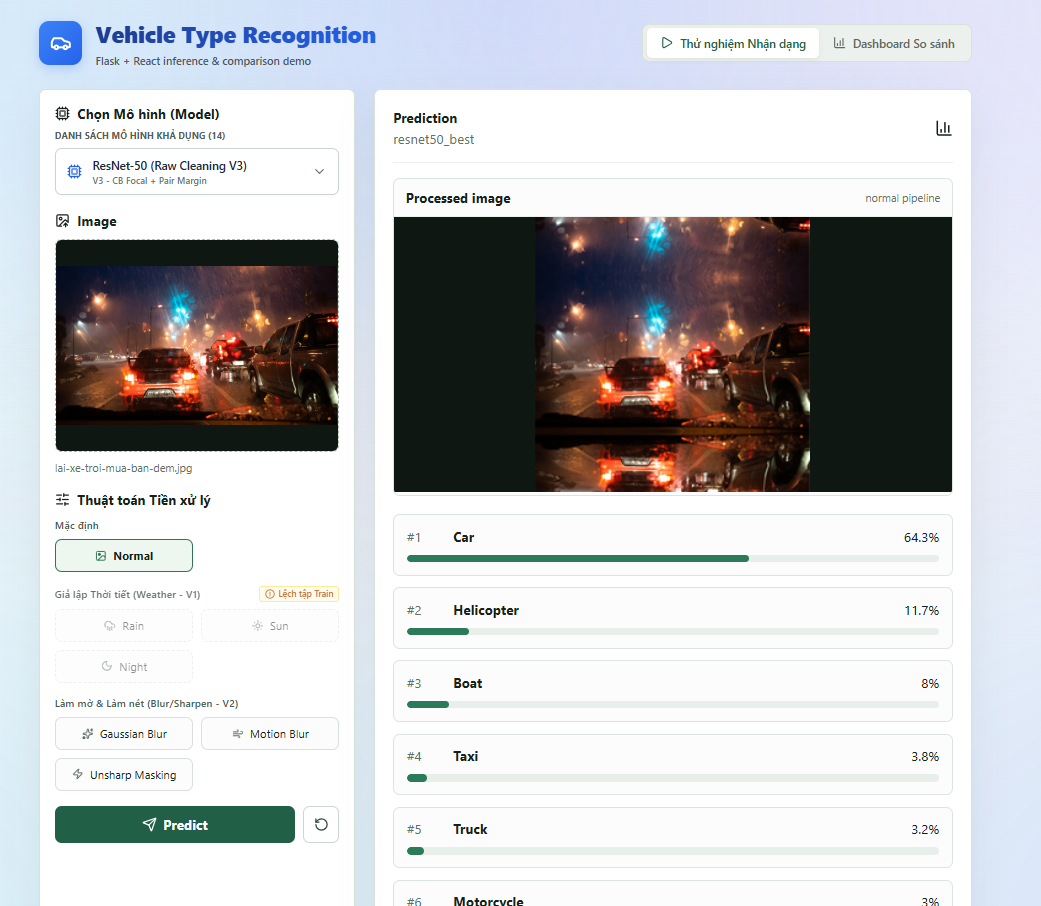 Vehicle Type Recognition
Flask + React inference & comparison demo
Thử nghiệm Nhận dạng
Dashboard So sánh
Chọn Mô hình (Model)
DANH SÁCH MÔ HÌNH KHẢ DỤNG (14)
ResNet-50 (Raw Cleaning V3)
V3 - CB Focal + Pair Margin
Image
lai-xe-troi-mua-ban-dem.jpg
Thuật toán Tiền xử lý
Mặc định
Normal
Giả lập Thời tiết (Weather - V1)
Lệch tập Train
Rain
Sun
Night
Làm mờ & Làm nét (Blur/Sharpen - V2)
Gaussian Blur
Motion Blur
Unsharp Masking
Predict
Prediction
resnet50_best
Processed image
normal pipeline
#1 Car 64.3%
#2 Helicopter 11.7%
#3 Boat 8%
#4 Taxi 3.8%
#5 Truck 3.2%
#6 Motorcycle 3%